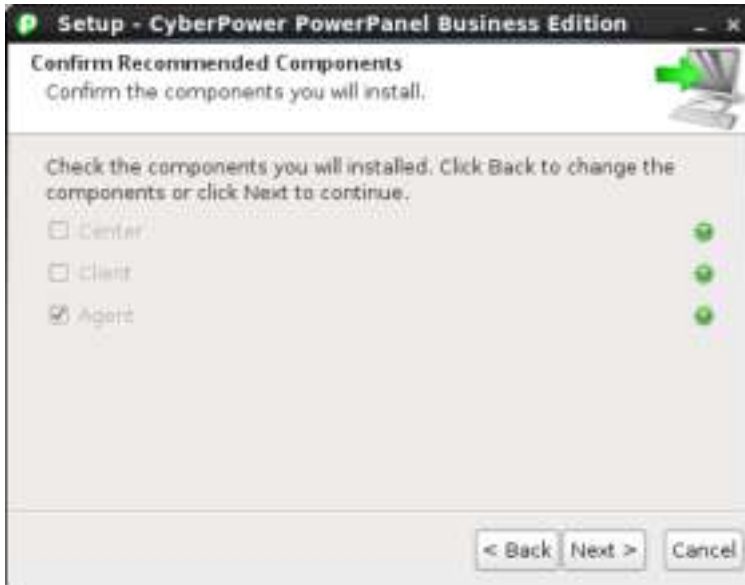 Setup - CyberPower PowerPanel Business Edition
Confirm Recommended Components
Confirm the components you will install.
Check the components you will installed. Click Back to change the
components or click Next to continue.
Center
Client
Agent
< Back Next > Cancel